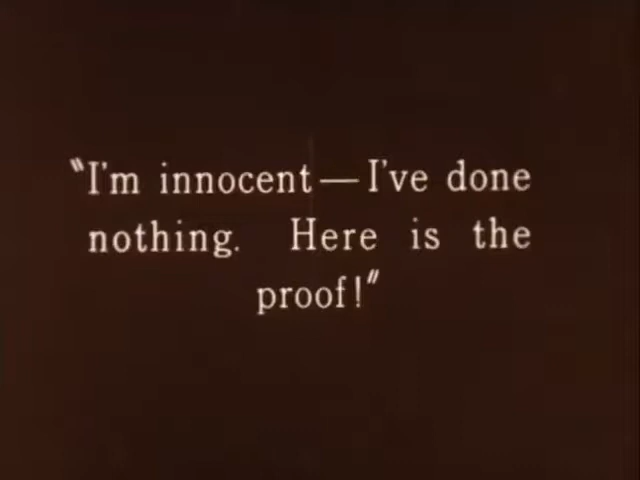 "I'm innocent — I've done
nothing. Here is the
proof!"